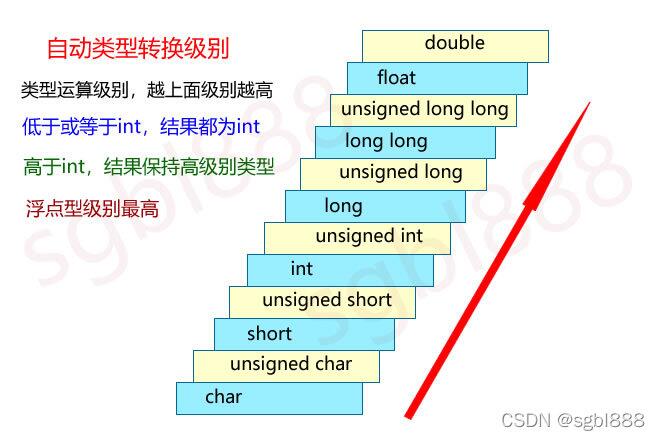 自动类型转换级别
类型运算级别，越上面级别越高
低于或等于int，结果都为int
高于int，结果保持高级别类型
浮点型级别最高
double
float
unsigned long long
long long
unsigned long
long
unsigned int
int
unsigned short
short
unsigned char
char
sgbl888
sgbl888
CSDN @sgbl888